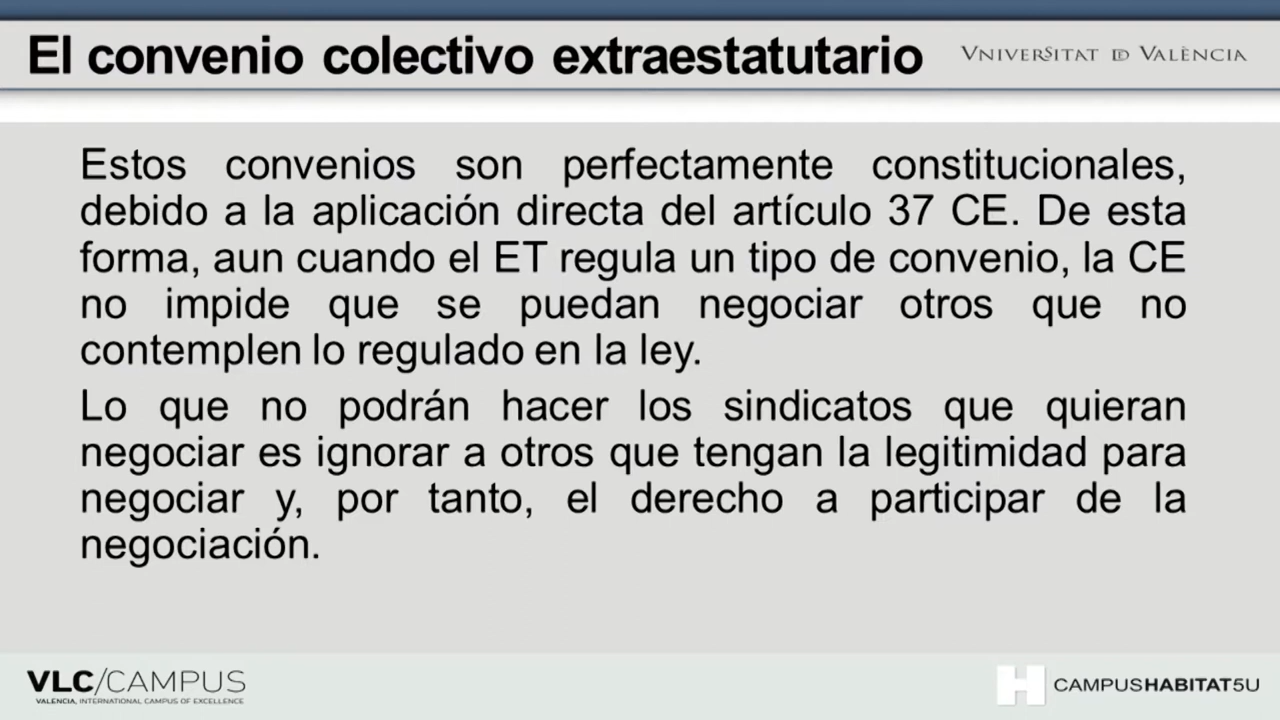 El convenio colectivo extraestatutario
VNIVERSITAT DE VALÈNCIA
Estos convenios son perfectamente constitucionales,
debido a la aplicación directa del artículo 37 CE. De esta
forma, aun cuando el ET regula un tipo de convenio, la CE
no impide que se puedan negociar otros que no
contemplen lo regulado en la ley.
Lo que no podrán hacer los sindicatos que quieran
negociar es ignorar a otros que tengan la legitimidad para
negociar y, por tanto, el derecho a participar de la
negociación.
VLC/CAMPUS
VALENCIA, INTERNATIONAL CAMPUS OF EXCELLENCE
H CAMPUSHABITAT5U